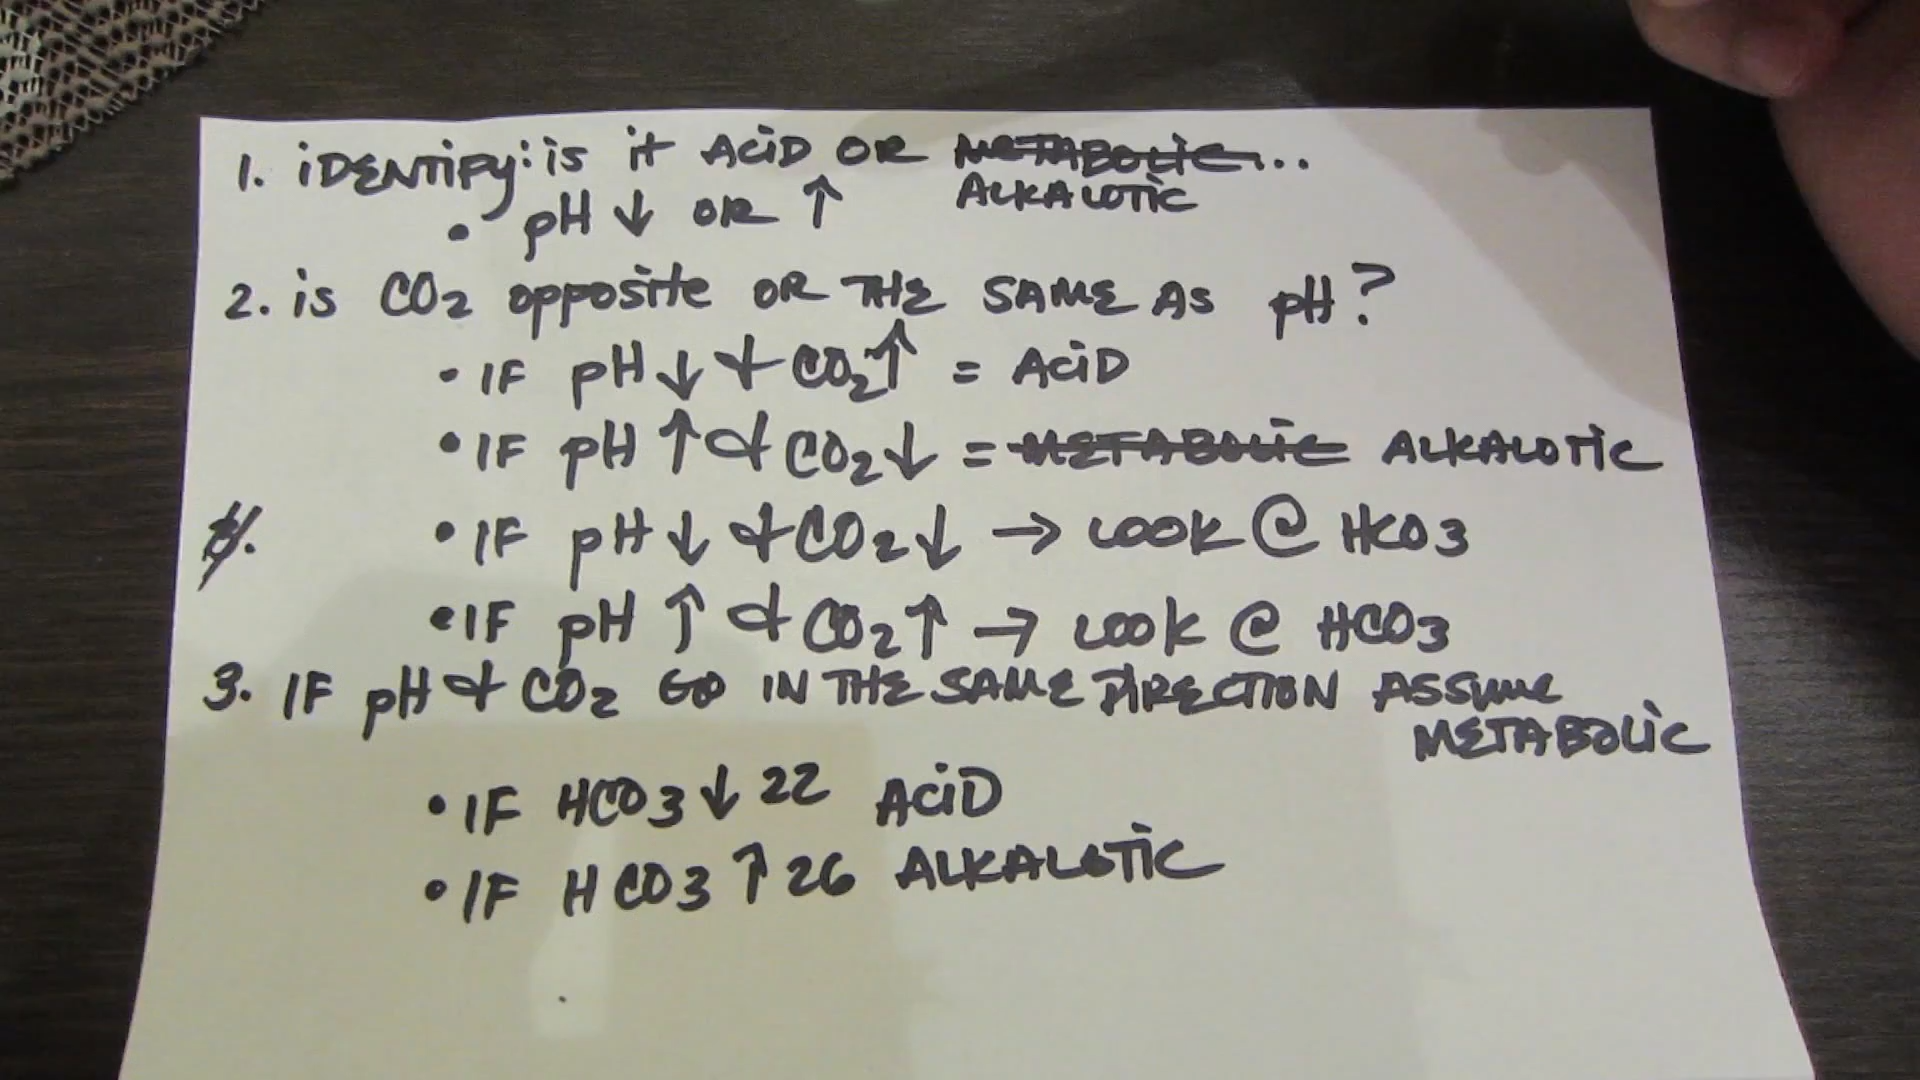 1. iDENTIFY: is it ACiD OR METABOLIC...
ALKALOTIC
• pH ↓ OR ↑
2. is CO2 opposite OR THE SAME AS pH?
• IF pH ↓ & CO2 ↑ = ACiD
• IF pH ↑ & CO2 ↓ = METABOLIC ALKALOTIC
• IF pH ↓ & CO2 ↓ → LOOK @ HCO3
• IF pH ↑ & CO2 ↑ → LOOK @ HCO3
3. IF pH & CO2 GO IN THE SAME DIRECTION ASSUME
METABOLIC
• IF HCO3 ↓ 22 ACiD
• IF HCO3 ↑ 26 ALKALOTIC